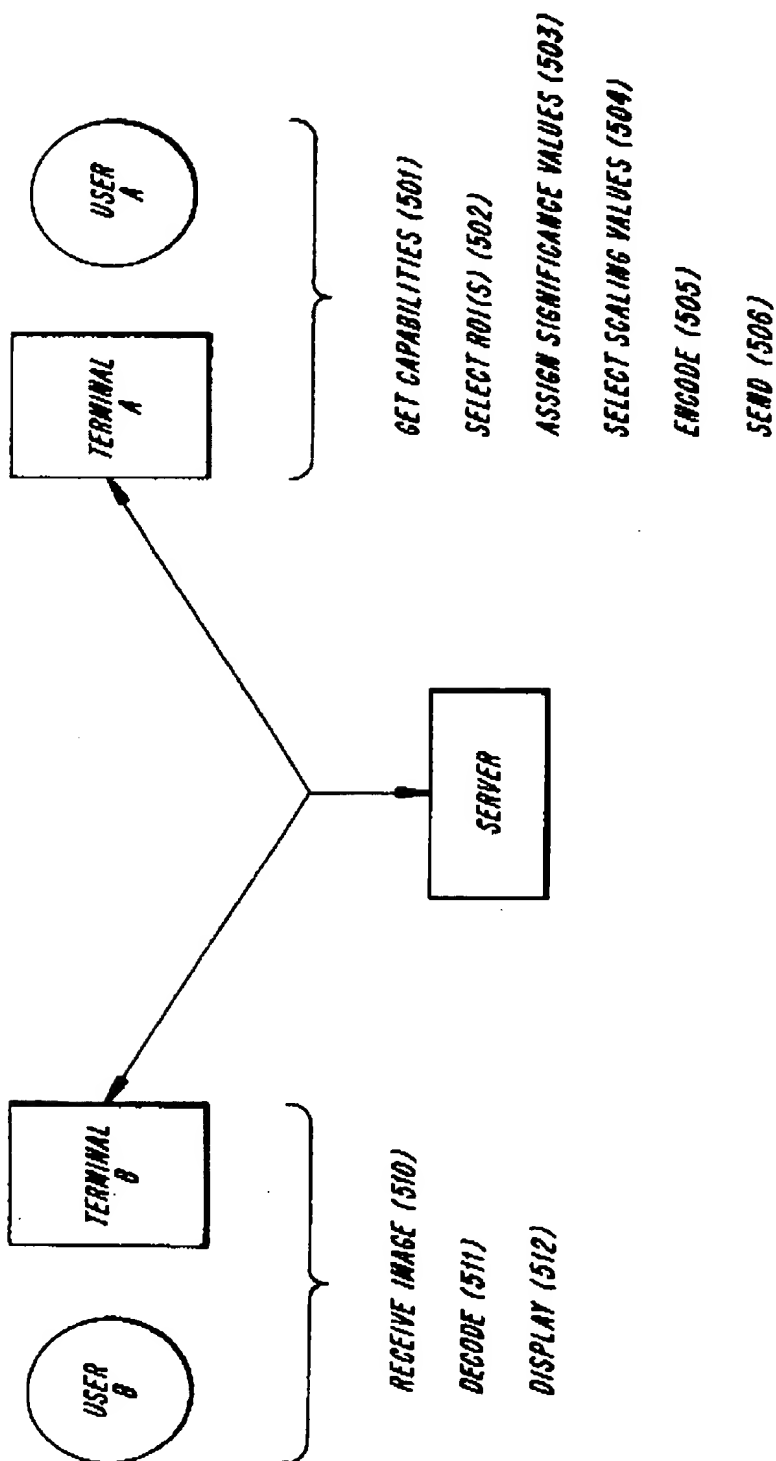 USER
B
TERMINAL
B
RECEIVE IMAGE (510)
DECODE (511)
DISPLAY (512)
SERVER
TERMINAL
A
USER
A
GET CAPABILITIES (501)
SELECT ROI(S) (502)
ASSIGN SIGNIFICANCE VALUES (503)
SELECT SCALING VALUES (504)
ENCODE (505)
SEND (506)